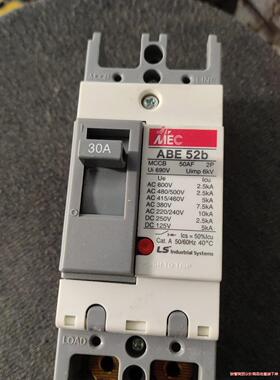 LINE
MEC
ABE 52b
30A
MCCB 50AF 2P
Ui 690V Uimp 6kV
Ue Icu
AC 600V 2.5kA
AC 480/500V 2.5kA
AC 415/460V 5kA
AC 380V 7.5kA
AC 220/240V 10kA
DC 250V 2.5kA
DC 125V 5kA
Ics = 50%Icu
Cat. A 50/60Hz 40°C
LS Industrial Systems
LOAD